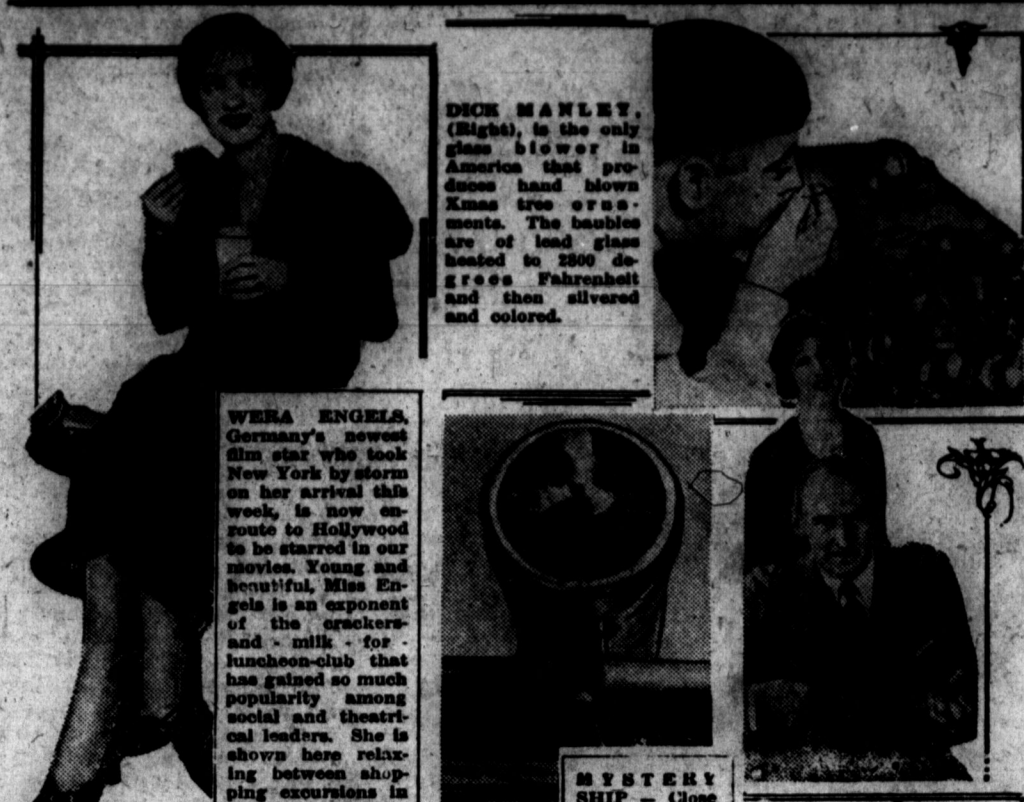 DICK MANLEY,
(Right), is the only
glass blower in
America that pro-
duces hand blown
Xmas tree orna-
ments. The baubles
are of lead glass
heated to 2800 de-
grees Fahrenheit
and then silvered
and colored.
WERA ENGELS,
Germany's newest
film star who took
New York by storm
on her arrival this
week, is now en-
route to Hollywood
to be starred in our
movies. Young and
beautiful, Miss En-
gels is an exponent
of the crackers-
and - milk - for -
luncheon-club that
has gained so much
popularity among
social and theatri-
cal leaders. She is
shown here relax-
ing between shop-
ping excursions in
MYSTERY
SHIP — Close